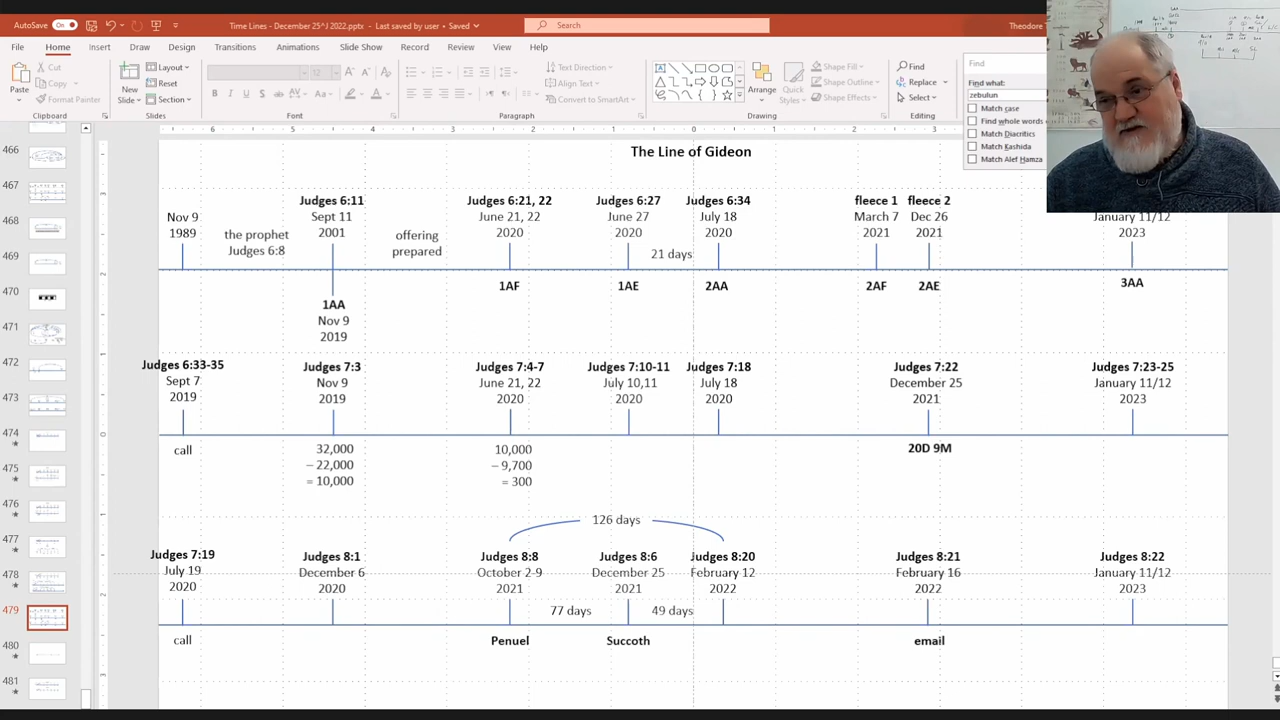 AutoSave On Time Lines - December 25^J 2022.pptx • Last saved by user • Saved Search Theodore
File Home Insert Draw Design Transitions Animations Slide Show Record Review View Help
Paste Cut Copy Format Painter
Clipboard
New Slide Layout Reset Section
Slides
12
Font
Text Direction Align Text Convert to SmartArt
Paragraph
Arrange Quick Styles Shape Fill Shape Outline Shape Effects
Drawing
Find Replace Select
Editing
Find
Find what:
zebulun
Match case
Find whole words
Match Diacritics
Match Kashida
Match Alef Hamza
466
467
468
469
470
471
472
474
475
476
477
478
479
480
481
The Line of Gideon
Nov 9
1989
the prophet
Judges 6:8
Judges 6:11
Sept 11
2001
1AA
Nov 9
2019
offering
prepared
Judges 6:21, 22
June 21, 22
2020
1AF
Judges 6:27
June 27
2020
1AE
21 days
Judges 6:34
July 18
2020
2AA
fleece 1
March 7
2021
2AF
fleece 2
Dec 26
2021
2AE
January 11/12
2023
3AA
Judges 6:33-35
Sept 7
2019
call
Judges 7:3
Nov 9
2019
32,000
– 22,000
= 10,000
Judges 7:4-7
June 21, 22
2020
10,000
– 9,700
= 300
Judges 7:10-11
July 10,11
2020
Judges 7:18
July 18
2020
Judges 7:22
December 25
2021
20D 9M
Judges 7:23-25
January 11/12
2023
126 days
Judges 7:19
July 19
2020
call
Judges 8:1
December 6
2020
Judges 8:8
October 2-9
2021
Penuel
77 days
Judges 8:6
December 25
2021
Succoth
49 days
Judges 8:20
February 12
2022
Judges 8:21
February 16
2022
email
Judges 8:22
January 11/12
2023